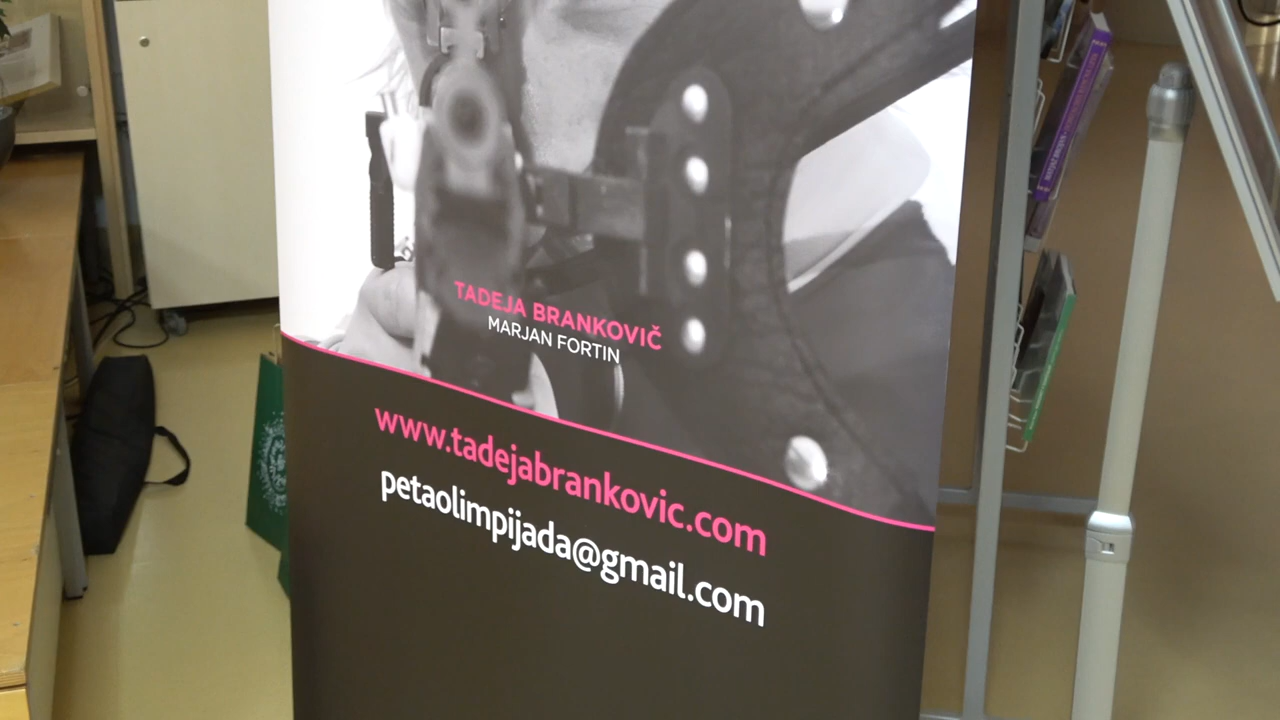 TADEJA BRANKOVIČ
MARJAN FORTIN
www.tadejabrankovic.com
petaolimpijada@gmail.com